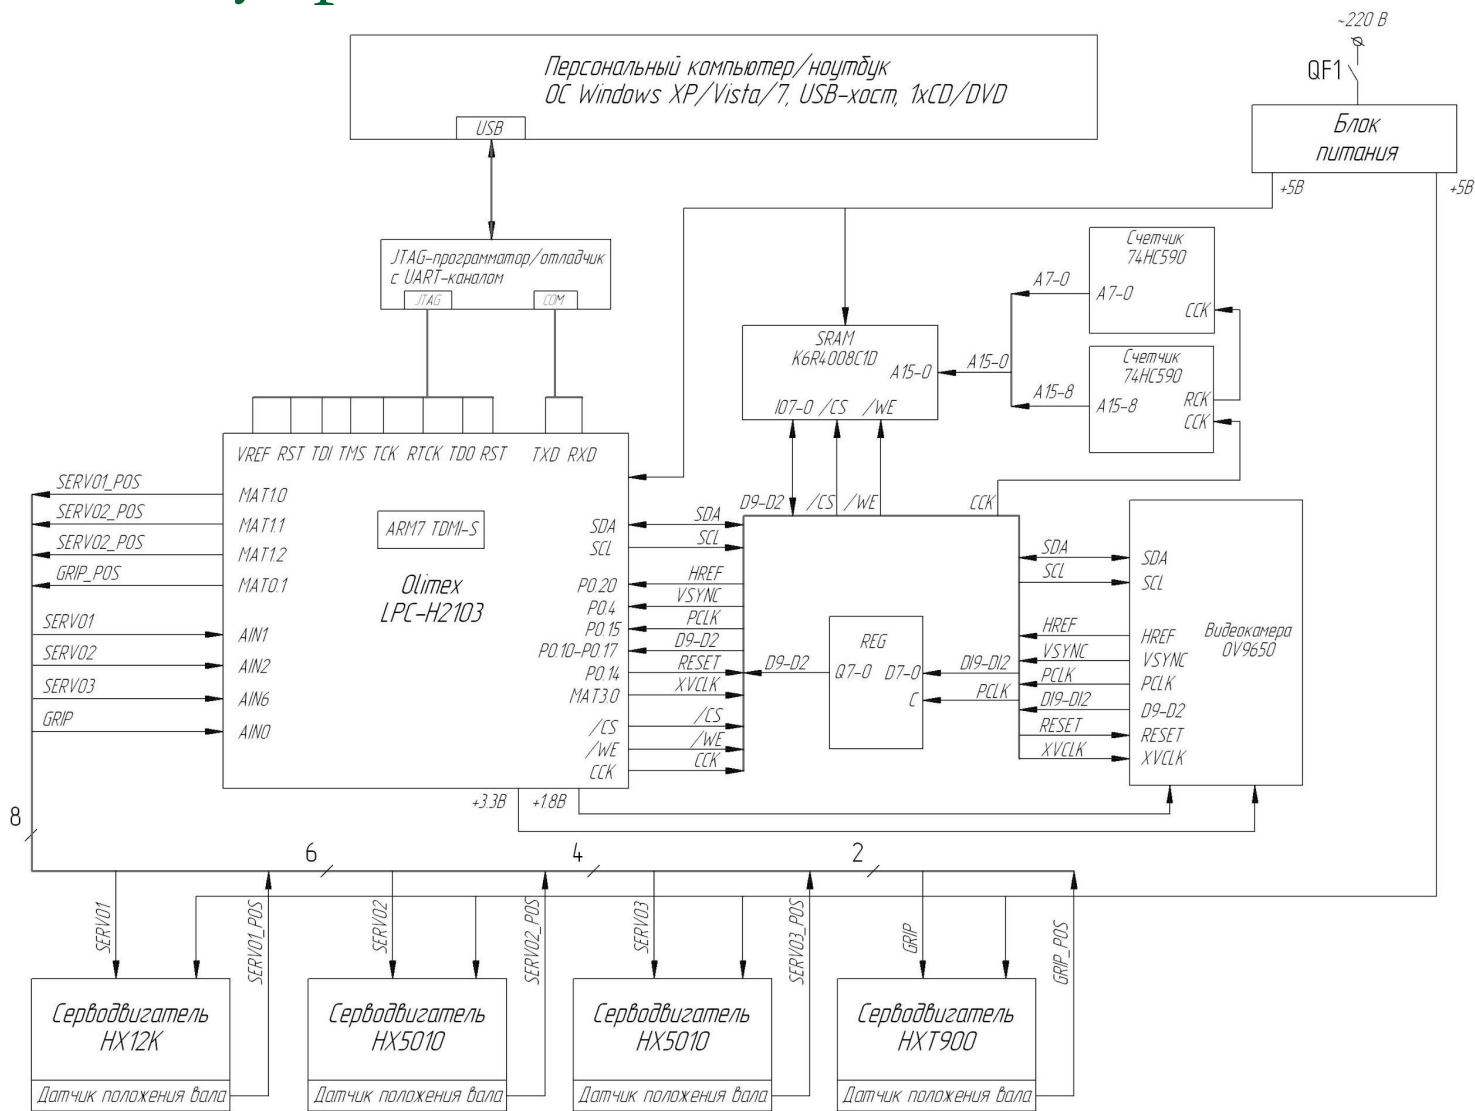 ~220 В
QF1
Персональный компьютер/ноутбук
ОС Windows XP/Vista/7, USB-хост, 1xCD/DVD
USB
Блок
питания
+5В
+5В
JTAG-программатор/отладчик
с UART-каналом
JTAG
COM
Счетчик
74HC590
A7-0
A7-0
CCK
SRAM
K6R4008C1D
A15-0
A15-0
IO7-0 /CS /WE
Счетчик
74HC590
A15-8
A15-8
RCK
CCK
VREF RST TDI TMS TCK RTCK TDO RST TXD RXD
SERVO1_POS
MAT1.0
SERVO2_POS
MAT1.1
SERVO2_POS
MAT1.2
GRIP_POS
MAT0.1
SERVO1
AIN1
SERVO2
AIN2
SERVO3
AIN6
GRIP
AIN0
ARM7 TDMI-S
Olimex
LPC-H2103
SDA
SCL
P0.20
P0.4
P0.15
P0.10-P0.17
P0.14
MAT3.0
/CS
/WE
CCK
SDA
SCL
HREF
VSYNC
PCLK
D9-D2
RESET
XVCLK
/CS
/WE
CCK
D9-D2 /CS /WE
CCK
REG
Q7-0 D7-0
C
D9-D2
DI9-DI2
PCLK
SDA
SCL
HREF
VSYNC
PCLK
DI9-DI2
RESET
XVCLK
SDA
SCL
HREF
VSYNC
PCLK
D9-D2
RESET
XVCLK
Видеокамера
OV9650
+3.3В +1.8В
8
6
4
2
SERVO1
SERVO1_POS
SERVO2
SERVO2_POS
SERVO3
SERVO3_POS
GRIP
GRIP_POS
Серводвигатель
HX12K
Датчик положения вала
Серводвигатель
HX5010
Датчик положения вала
Серводвигатель
HX5010
Датчик положения вала
Серводвигатель
HXT900
Датчик положения вала